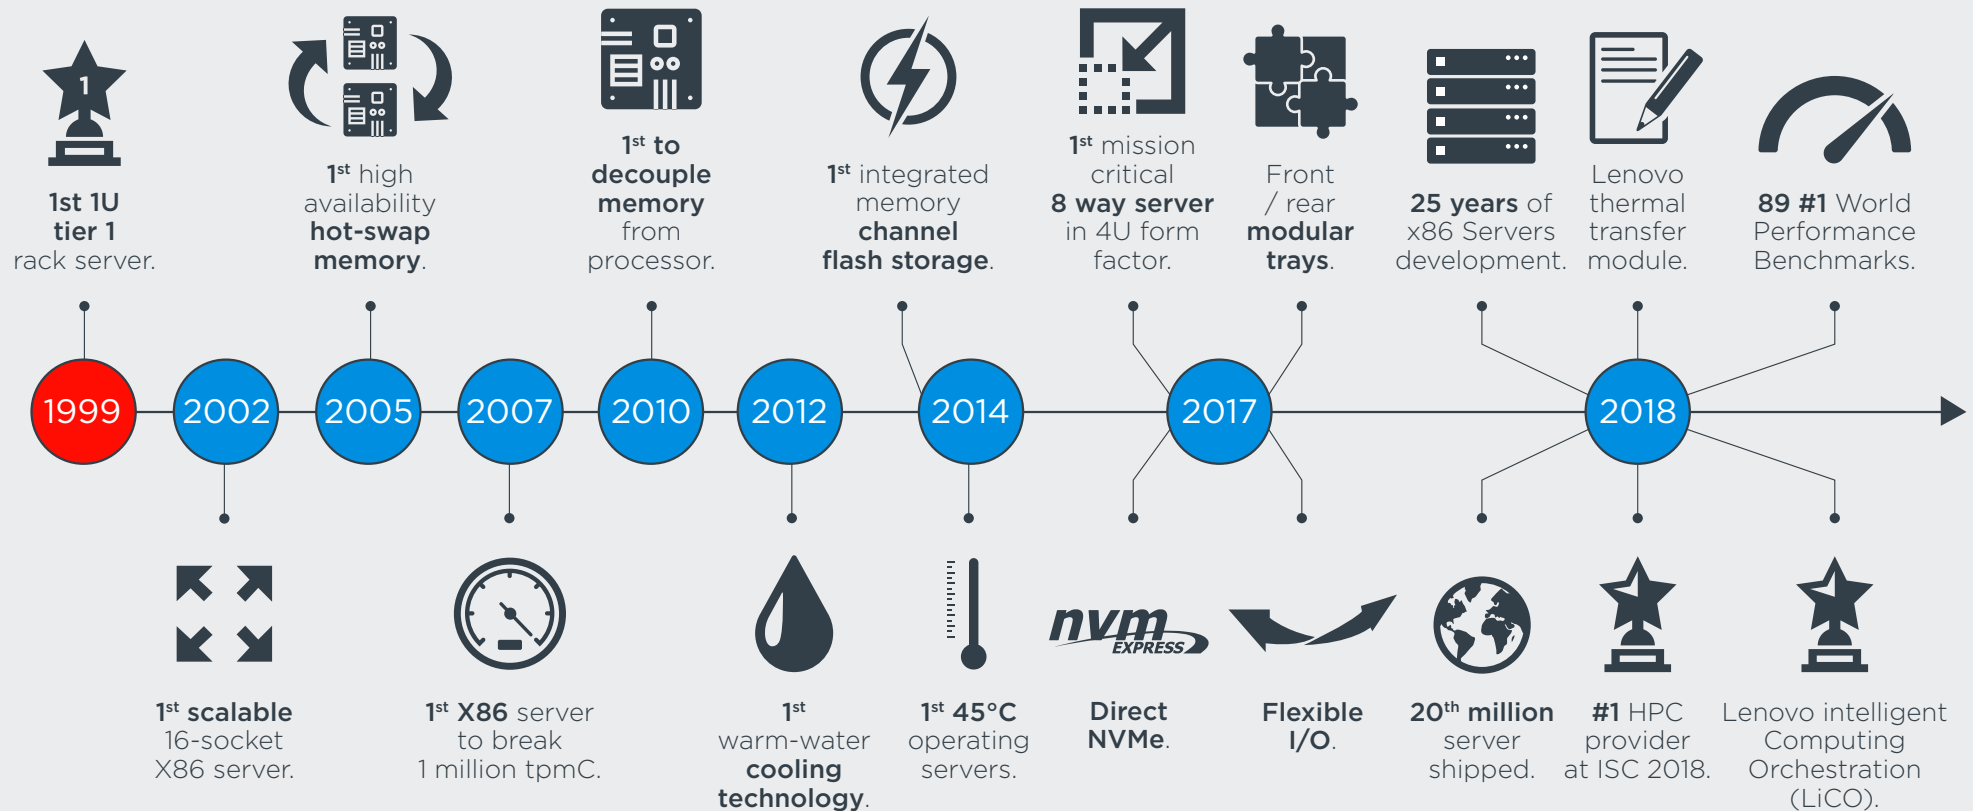 1
1st 1U
tier 1
rack server.
1st high
availability
hot-swap
memory.
1st to
decouple
memory
from
processor.
1st integrated
memory
channel
flash storage.
1st mission
critical
8 way server
in 4U form
factor.
Front
/ rear
modular
trays.
25 years of
x86 Servers
development.
Lenovo
thermal
transfer
module.
89 #1 World
Performance
Benchmarks.
1999
2002
2005
2007
2010
2012
2014
2017
2018
1st scalable
16-socket
X86 server.
1st X86 server
to break
1 million tpmC.
1st
warm-water
cooling
technology.
1st 45°C
operating
servers.
nvm
EXPRESS
Direct
NVMe.
Flexible
I/O.
20th million
server
shipped.
#1 HPC
provider
at ISC 2018.
Lenovo intelligent
Computing
Orchestration
(LiCO).